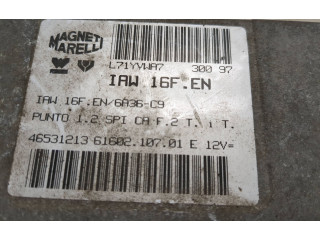 MAGNETI
MARELLI
L71YVWA7 300 97
IAW 16F.EN
IAW 16F.EN/6A36-C9
PUNTO 1.2 SPI CA F.2 T. 1 T.
46531213 61602.107.01 E 12V=